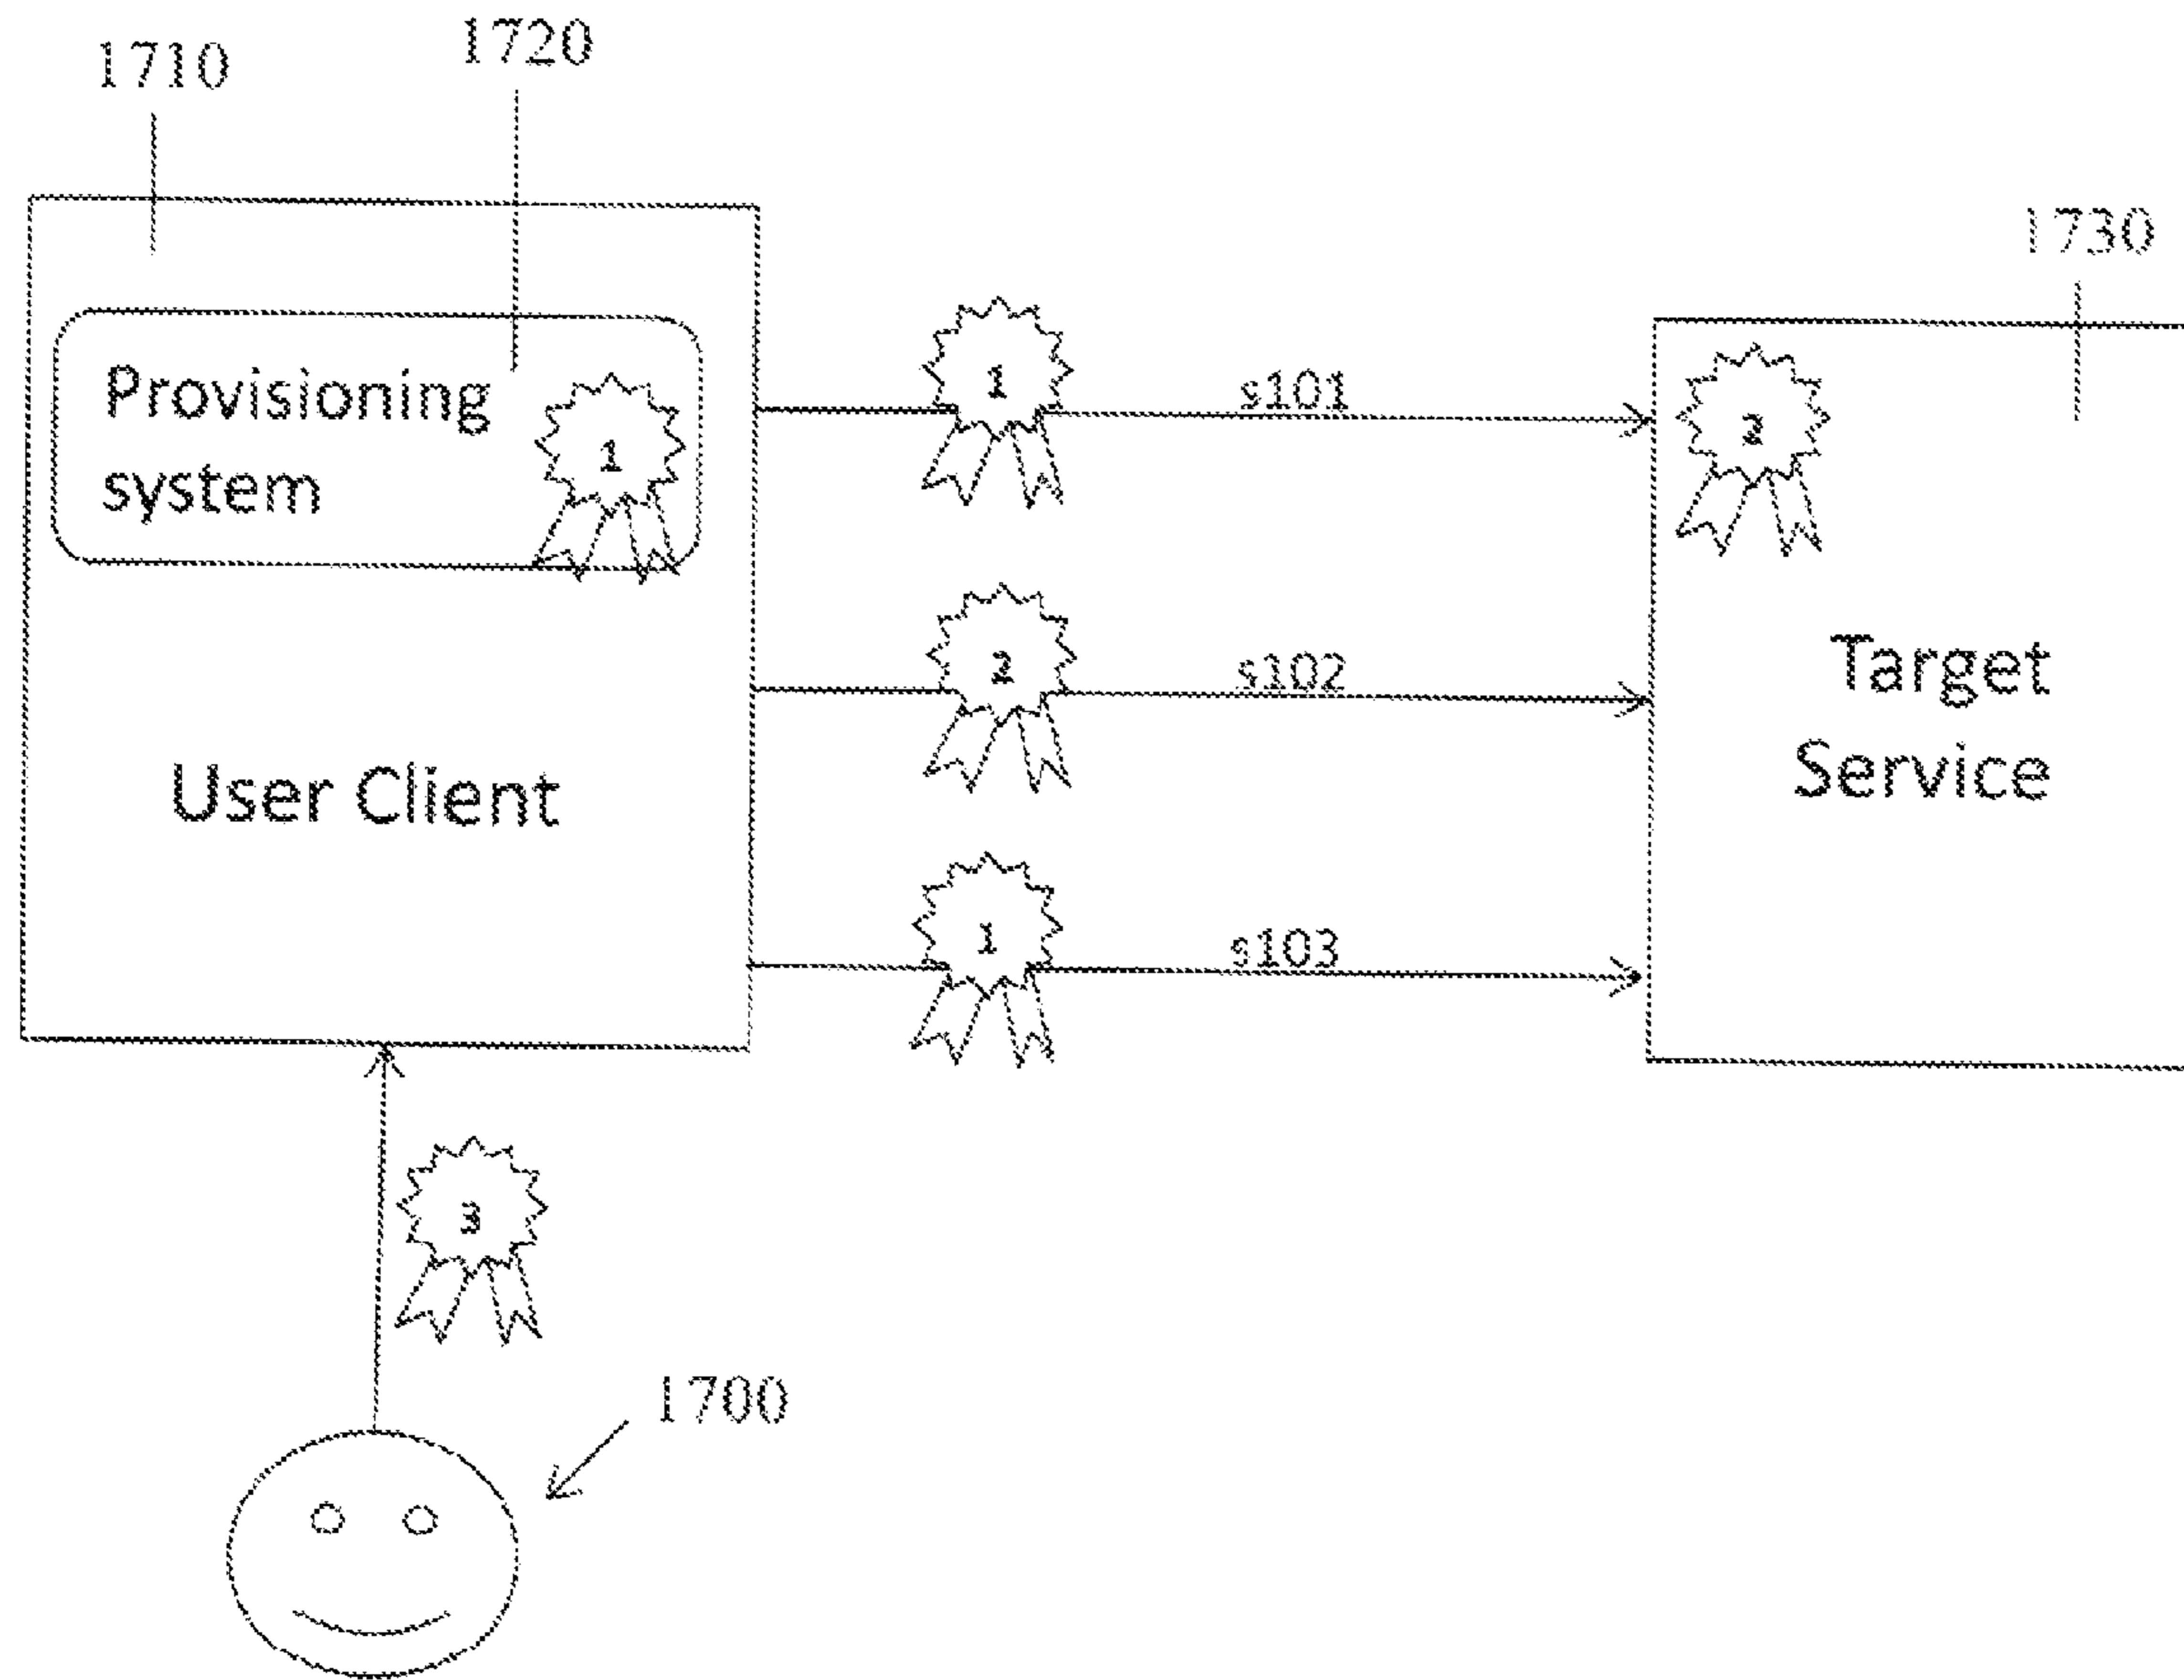 1710
1720
1730
Provisioning
system
1
1
s101
2
2
s102
Target
Service
User Client
1
s103
3
1700